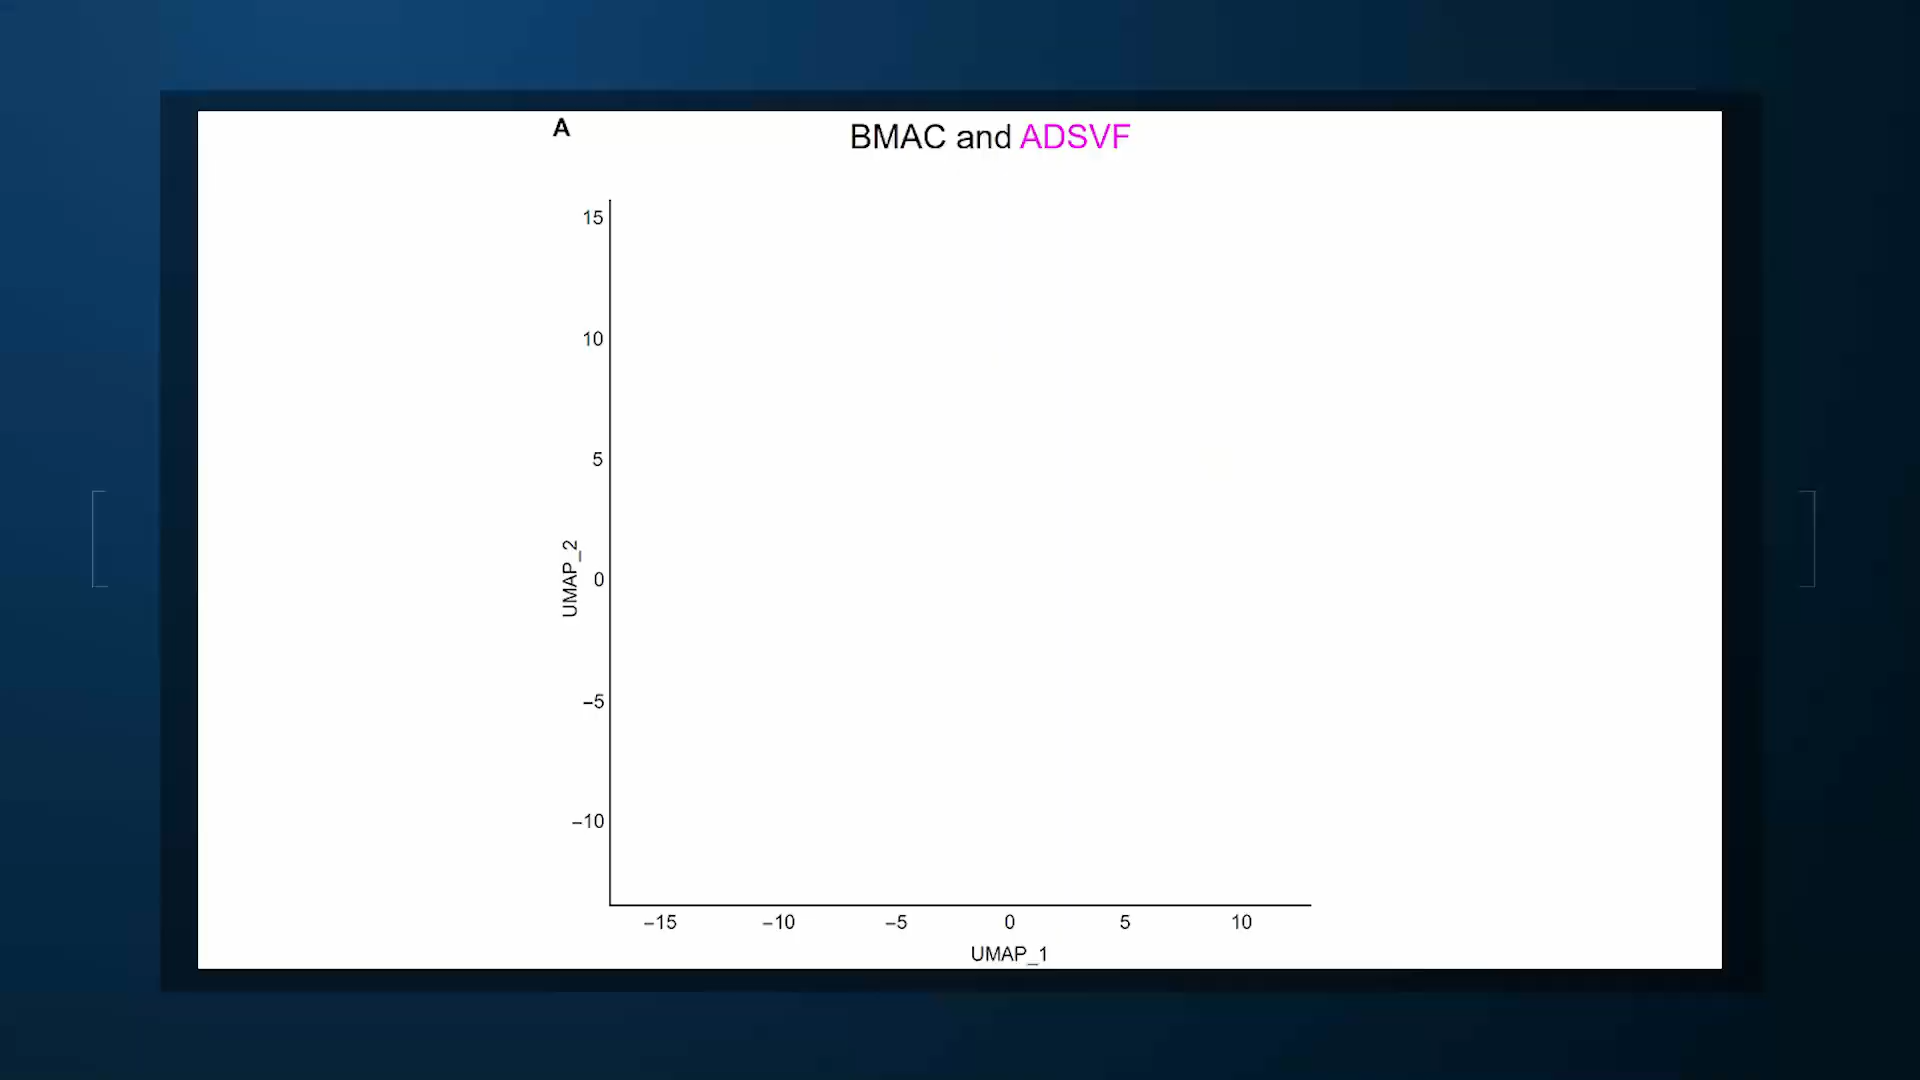 A
BMAC and ADSVF
15
10
5
0
–5
–10
UMAP_2
–15 –10 –5 0 5 10
UMAP_1